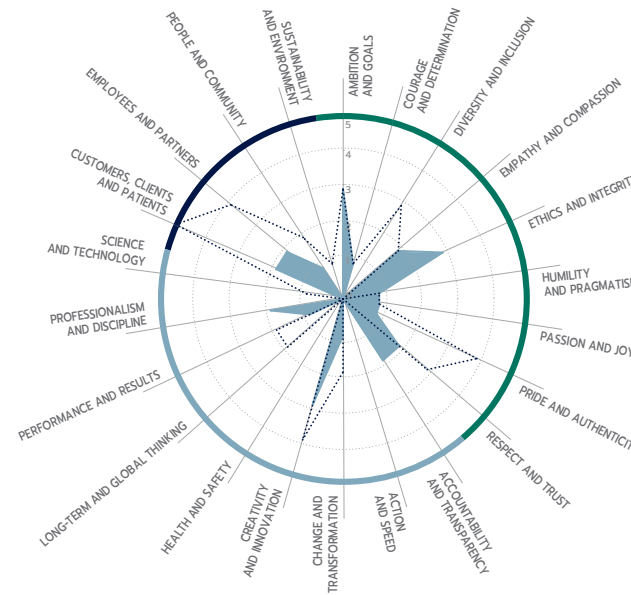 AMBITION
AND GOALS
COURAGE
AND DETERMINATION
DIVERSITY AND INCLUSION
EMPATHY AND COMPASSION
ETHICS AND INTEGRIT
HUMILITY
AND PRAGMATIS
PASSION AND JOY
PRIDE AND AUTHENTICI
RESPECT AND TRUST
ACCOUNTABILITY
AND TRANSPARENCY
ACTION
AND SPEED
CHANGE AND
TRANSFORMATION
CREATIVITY
AND INNOVATION
HEALTH AND SAFETY
LONG-TERM AND GLOBAL THINKING
PERFORMANCE AND RESULTS
PROFESSIONALISM
AND DISCIPLINE
SCIENCE
AND TECHNOLOGY
CUSTOMERS, CLIENTS
AND PATIENTS
EMPLOYEES AND PARTNERS
PEOPLE AND COMMUNITY
SUSTAINABILITY
AND ENVIRONMENT
5
4
3